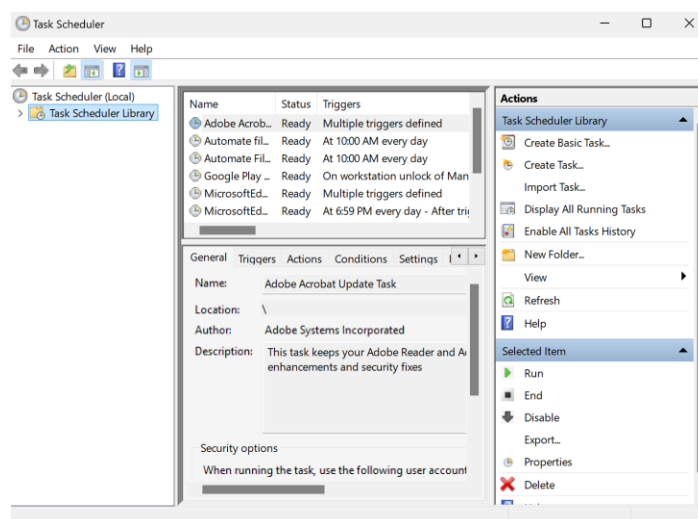 Task Scheduler
File Action View Help
Task Scheduler (Local)
Task Scheduler Library
Name Status Triggers
Adobe Acrob... Ready Multiple triggers defined
Automate fil... Ready At 10:00 AM every day
Automate Fil... Ready At 10:00 AM every day
Google Play ... Ready On workstation unlock of Man
MicrosoftEd... Ready Multiple triggers defined
MicrosoftEd... Ready At 6:59 PM every day - After trig
General Triggers Actions Conditions Settings
Name: Adobe Acrobat Update Task
Location: \
Author: Adobe Systems Incorporated
Description: This task keeps your Adobe Reader and
enhancements and security fixes
Security options
When running the task, use the following user account
Actions
Task Scheduler Library
Create Basic Task...
Create Task...
Import Task...
Display All Running Tasks
Enable All Tasks History
New Folder...
View
Refresh
Help
Selected Item
Run
End
Disable
Export...
Properties
Delete